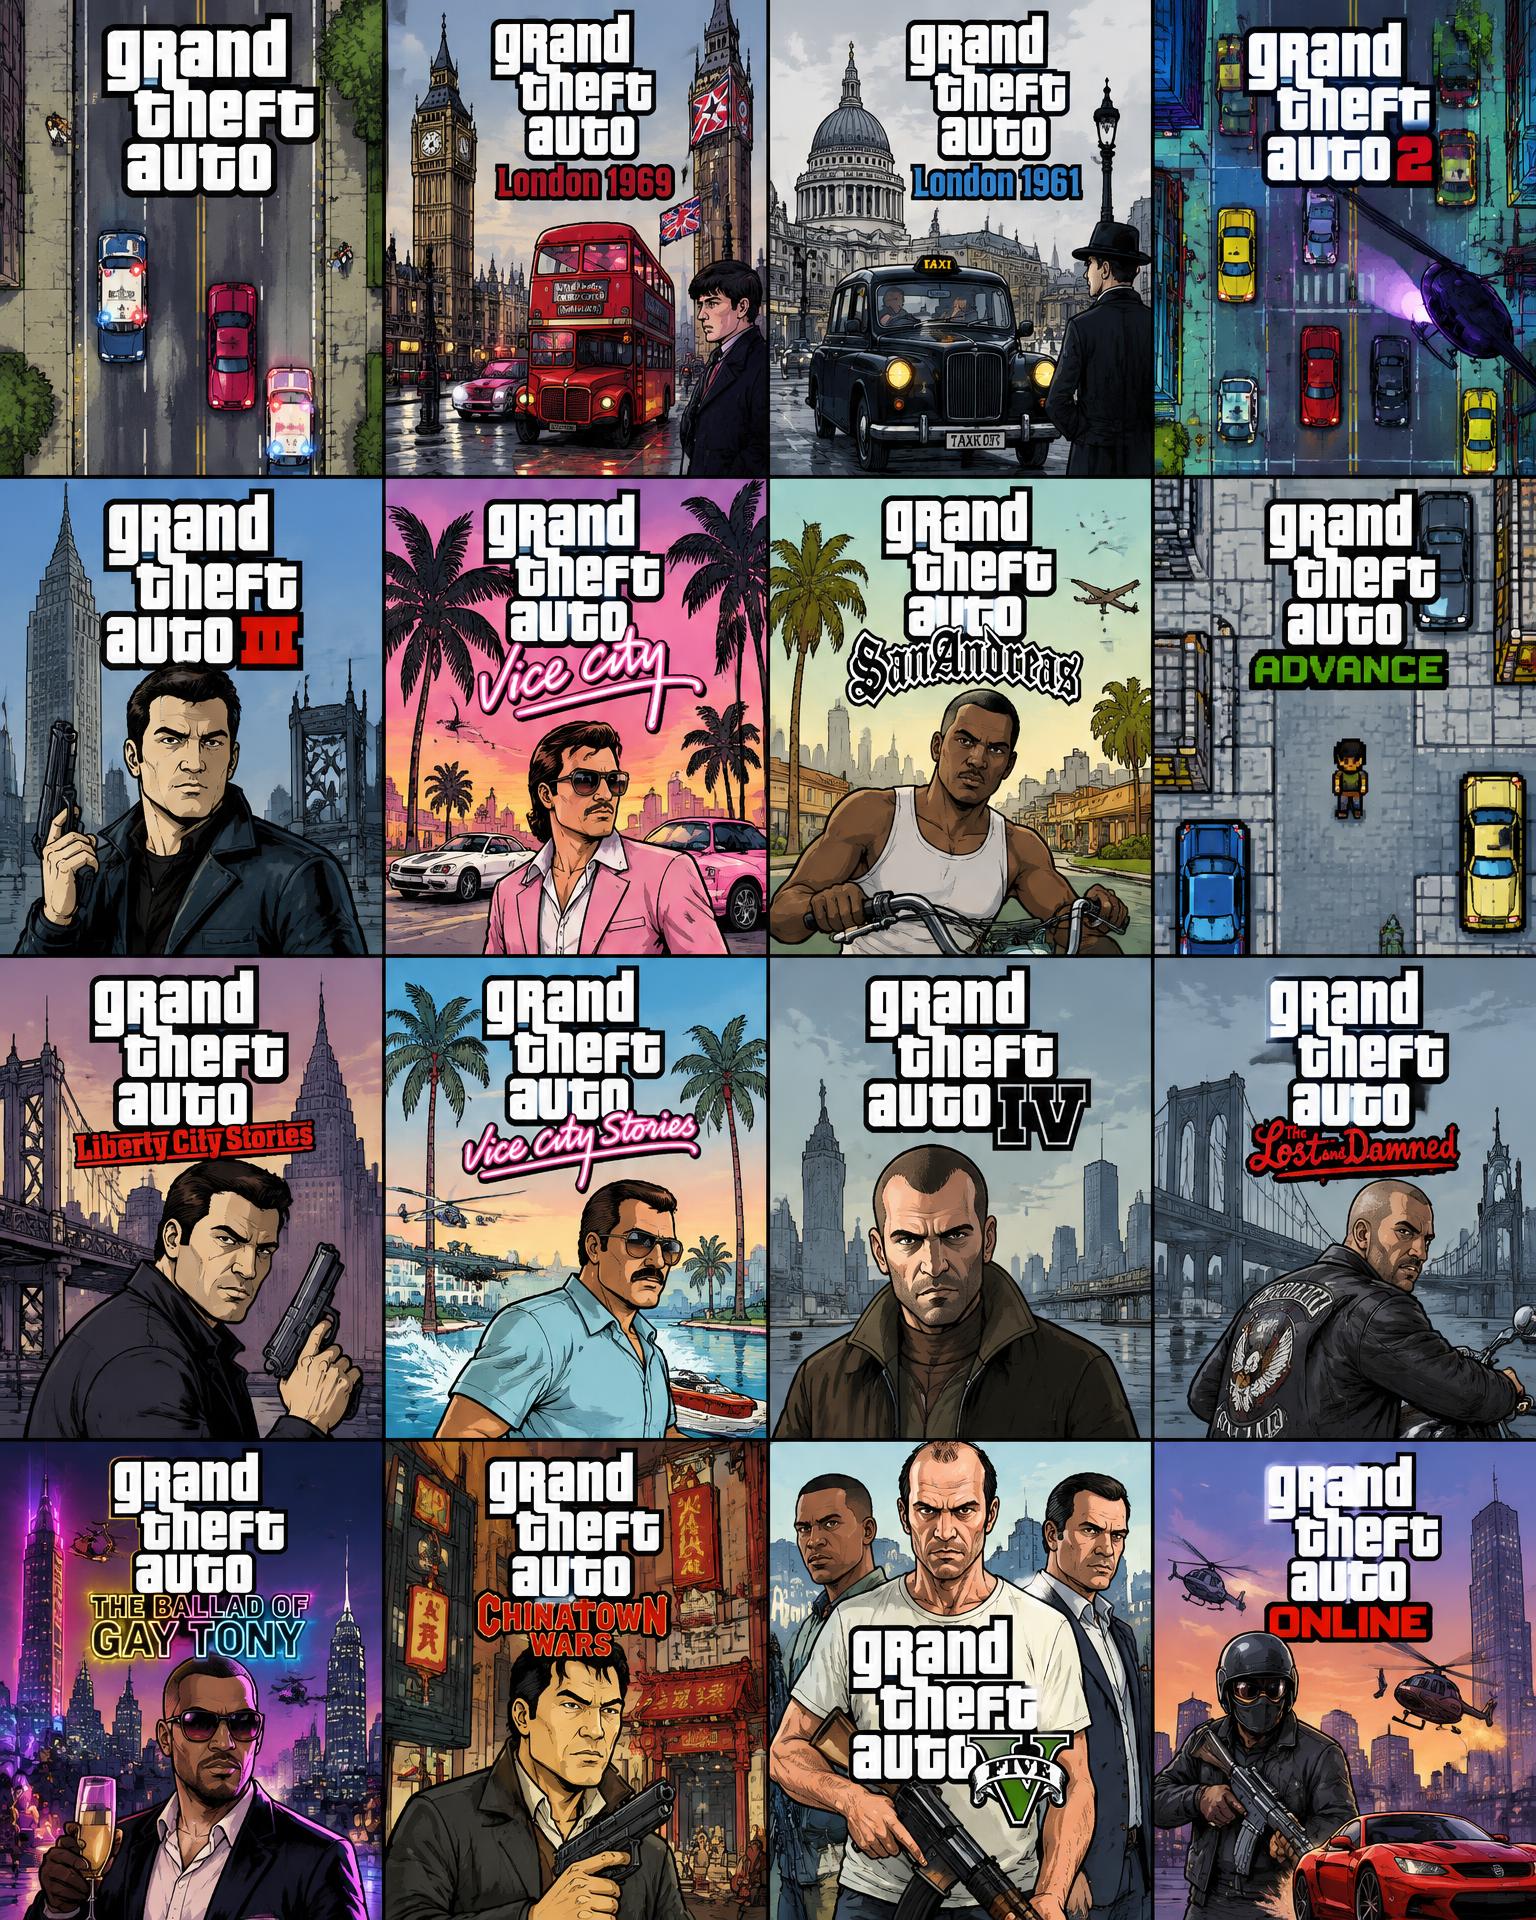 grand
theft
auto
grand
theft
auto
London 1969
grand
theft
auto
London 1961
TAXI
grand
theft
auto 2
grand
theft
auto III
grand
theft
auto
Vice City
grand
theft
auto
San Andreas
grand
theft
auto
ADVANCE
grand
theft
auto
Liberty City Stories
grand
theft
auto
Vice City Stories
grand
theft
auto IV
grand
theft
auto
The
Lost and Damned
grand
theft
auto
THE BALLAD OF
GAY TONY
grand
theft
auto
CHINATOWN
WARS
grand
theft
auto V
FIVE
grand
theft
auto
ONLINE